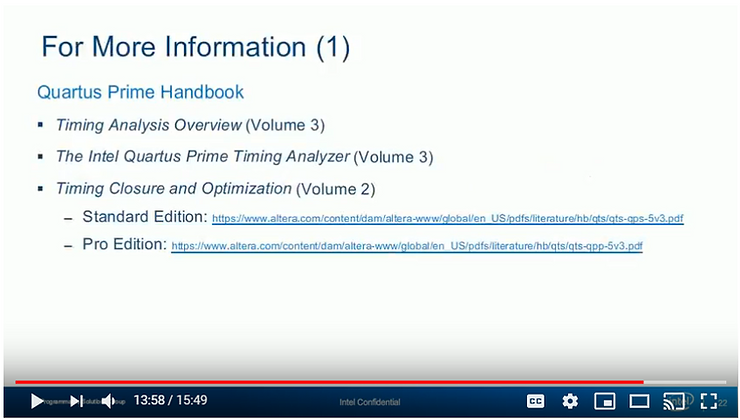 For More Information (1)
Quartus Prime Handbook
▪ Timing Analysis Overview (Volume 3)
▪ The Intel Quartus Prime Timing Analyzer (Volume 3)
▪ Timing Closure and Optimization (Volume 2)
– Standard Edition: https://www.altera.com/content/dam/altera-www/global/en_US/pdfs/literature/hb/qts/qts-qps-5v3.pdf
– Pro Edition: https://www.altera.com/content/dam/altera-www/global/en_US/pdfs/literature/hb/qts/qts-qpp-5v3.pdf
13:58 / 15:49 Intel Confidential CC 22